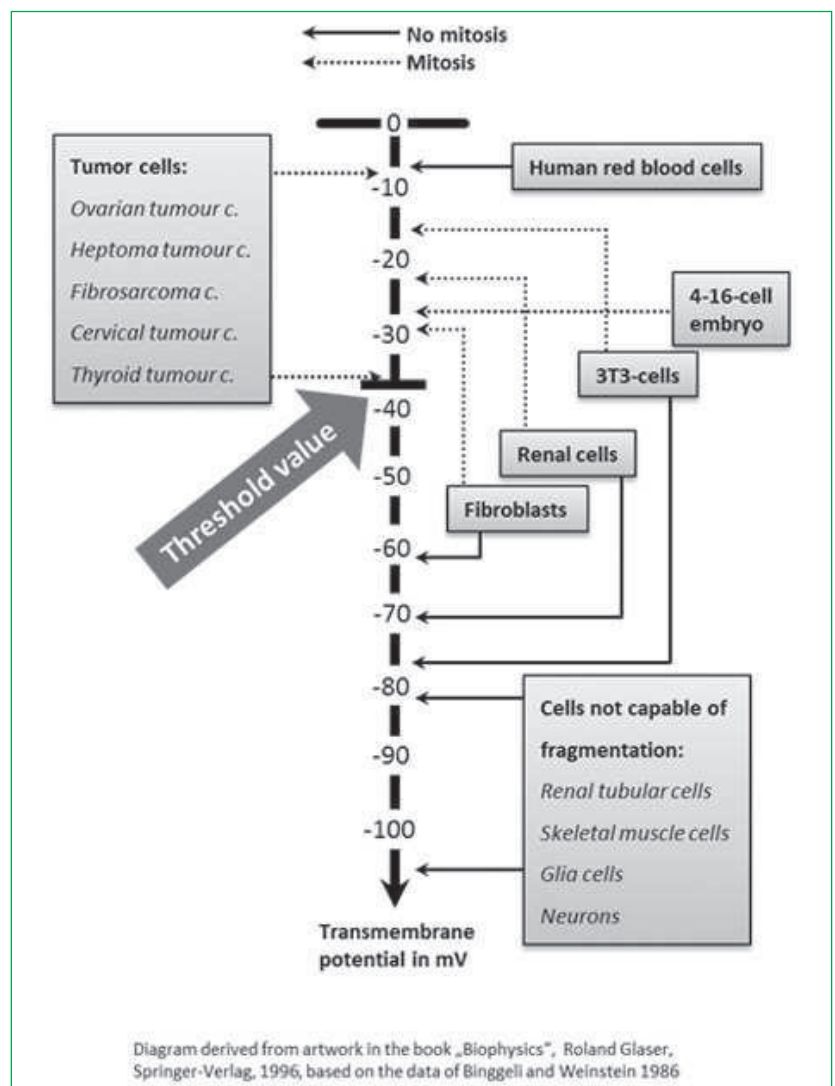 No mitosis
Mitosis
0
Human red blood cells
Tumor cells:
Ovarian tumour c.
Heptoma tumour c.
Fibrosarcoma c.
Cervical tumour c.
Thyroid tumour c.
-10
-20
-30
4-16-cell
embryo
3T3-cells
-40
Threshold value
Renal cells
-50
Fibroblasts
-60
-70
-80
Cells not capable of
fragmentation:
Renal tubular cells
Skeletal muscle cells
Glia cells
Neurons
-90
-100
Transmembrane
potential in mV
Diagram derived from artwork in the book „Biophysics”, Roland Glaser,
Springer-Verlag, 1996, based on the data of Binggeli and Weinstein 1986